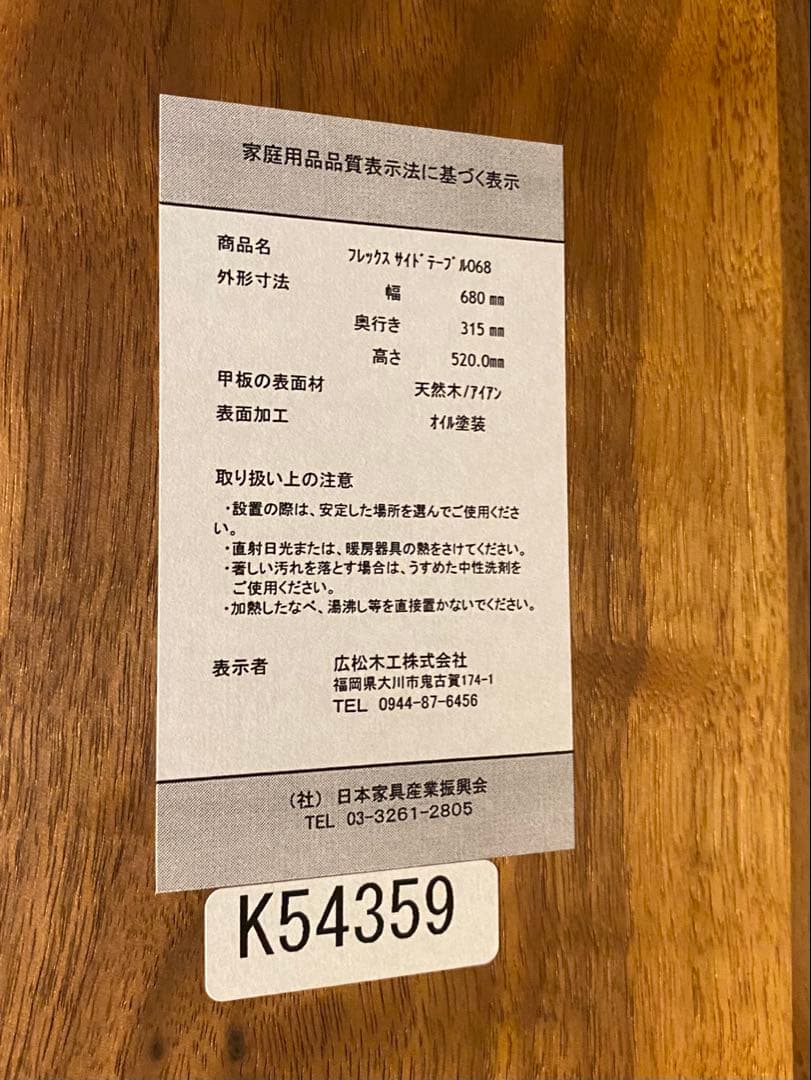 家庭用品品質表示法に基づく表示
商品名 ﾌﾚｯｸｽ ｻｲﾄﾞﾃｰﾌﾞﾙ068
外形寸法 幅 680㎜
奥行き 315㎜
高さ 520.0㎜
甲板の表面材 天然木/ｱｲｱﾝ
表面加工 ｵｲﾙ塗装
取り扱い上の注意
・設置の際は、安定した場所を選んでご使用くださ
い。
・直射日光または、暖房器具の熱をさけてください。
・著しい汚れを落とす場合は、うすめた中性洗剤を
ご使用ください。
・加熱したなべ、湯沸し等を直接置かないでください。
表示者 広松木工株式会社
福岡県大川市鬼古賀174-1
TEL 0944-87-6456
（社） 日本家具産業振興会
TEL 03-3261-2805
K54359